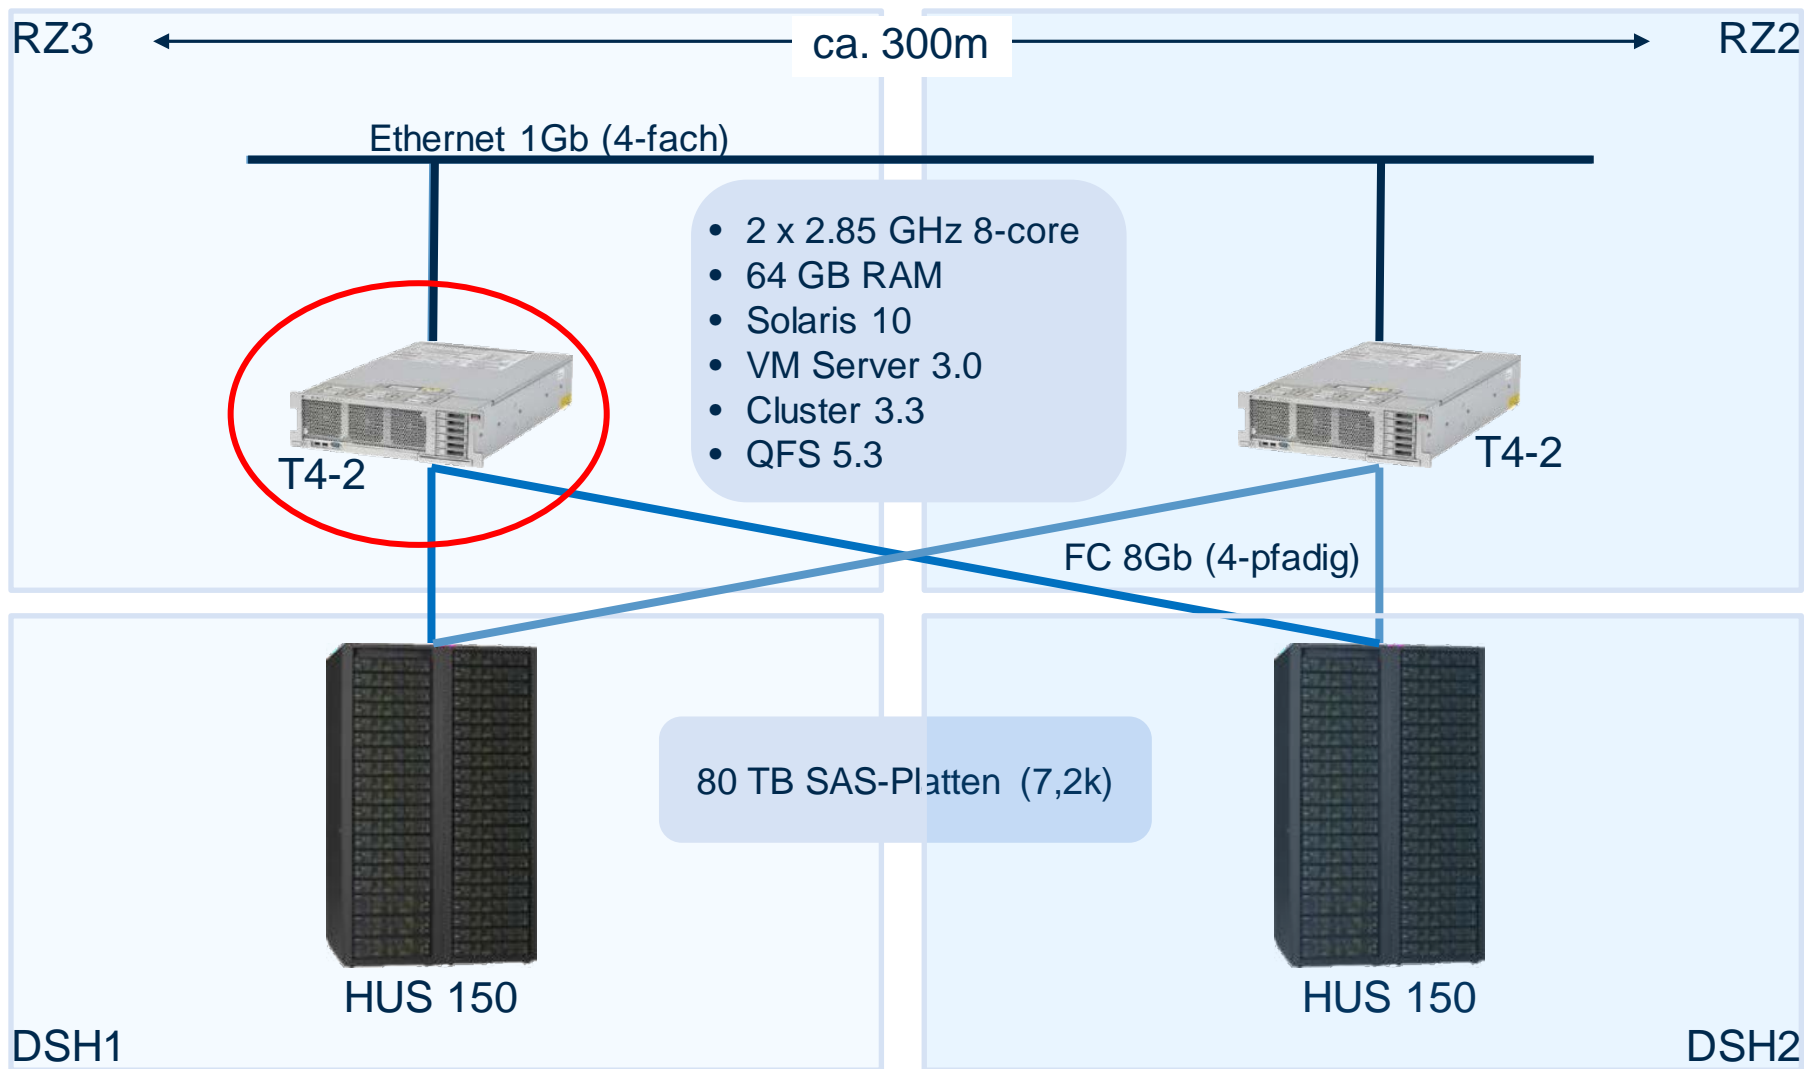 RZ3
ca. 300m
RZ2
Ethernet 1Gb (4-fach)
• 2 x 2.85 GHz 8-core
• 64 GB RAM
• Solaris 10
• VM Server 3.0
• Cluster 3.3
• QFS 5.3
T4-2
T4-2
FC 8Gb (4-pfadig)
80 TB SAS-Platten (7,2k)
HUS 150
HUS 150
DSH1
DSH2